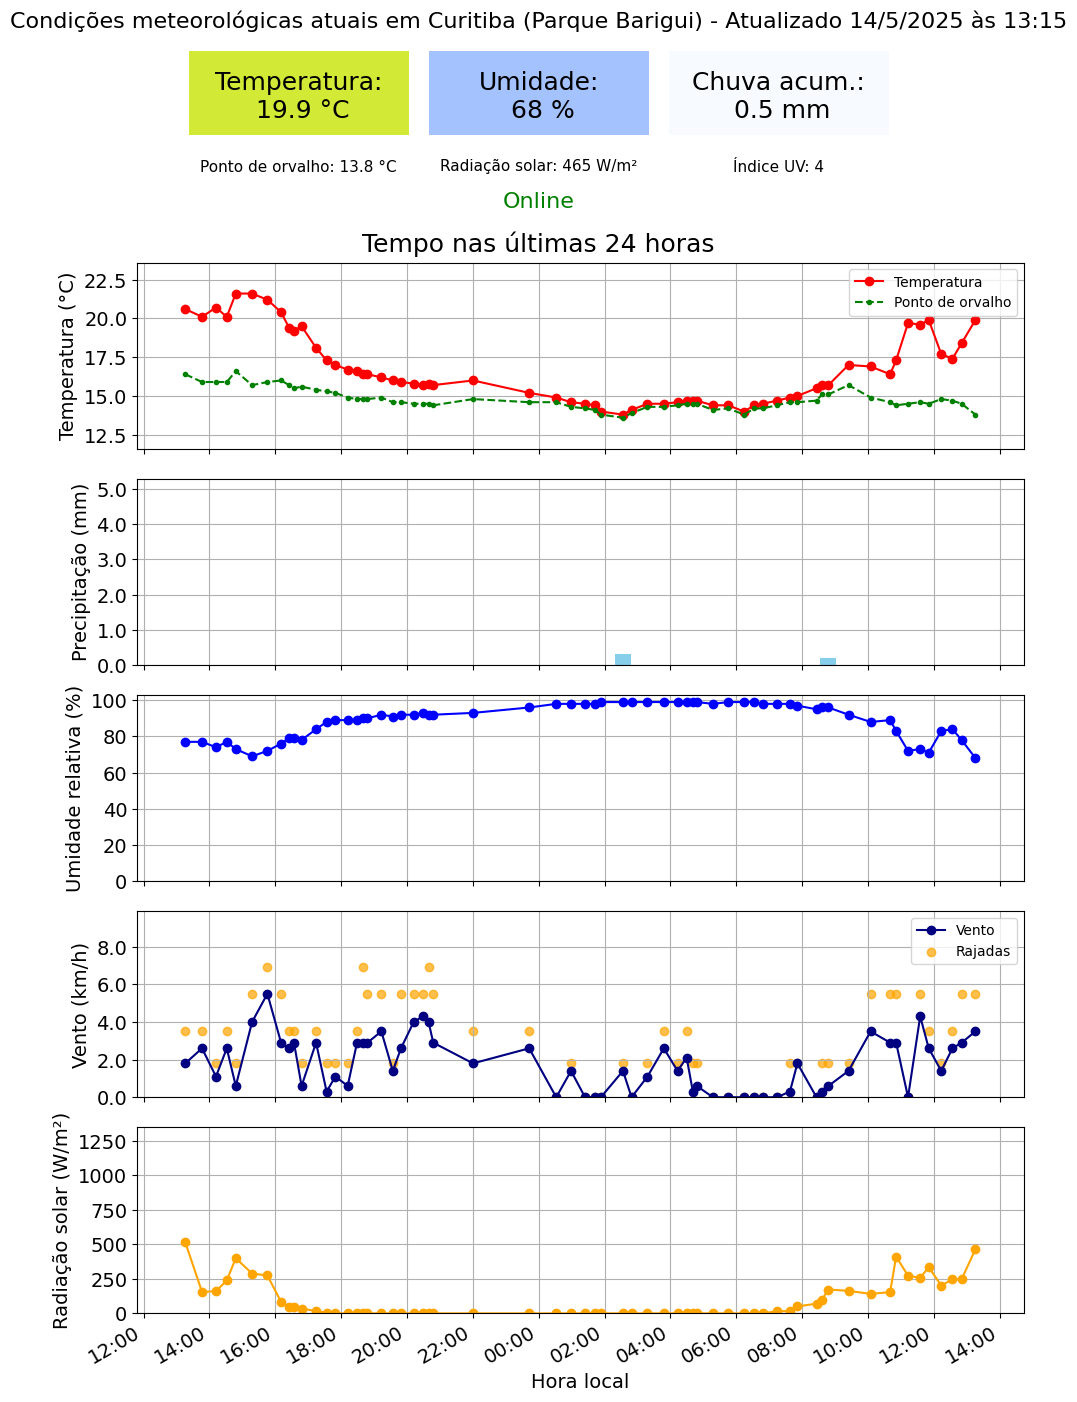 Condições meteorológicas atuais em Curitiba (Parque Barigui) - Atualizado 14/5/2025 às 13:15
Temperatura:
19.9 °C
Umidade:
68 %
Chuva acum.:
0.5 mm
Ponto de orvalho: 13.8 °C
Radiação solar: 465 W/m²
Índice UV: 4
Online
Tempo nas últimas 24 horas
Temperatura (°C)
22.5
20.0
17.5
15.0
12.5
Temperatura
Ponto de orvalho
Precipitação (mm)
5.0
4.0
3.0
2.0
1.0
0.0
Umidade relativa (%)
100
80
60
40
20
0
Vento (km/h)
8.0
6.0
4.0
2.0
0.0
Vento
Rajadas
Radiação solar (W/m²)
1250
1000
750
500
250
0
12:00
14:00
16:00
18:00
20:00
22:00
00:00
02:00
04:00
06:00
08:00
10:00
12:00
14:00
Hora local